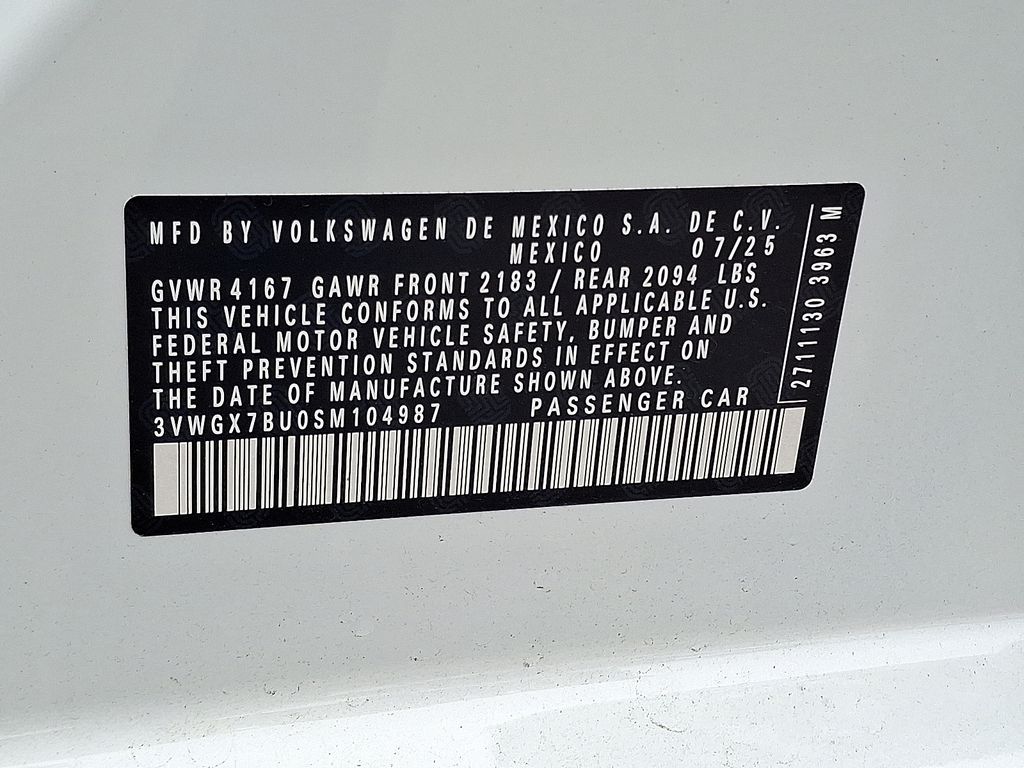 MFD BY VOLKSWAGEN DE MEXICO S.A. DE C.V.
MEXICO 07/25
GVWR 4167 GAWR FRONT 2183 / REAR 2094 LBS
THIS VEHICLE CONFORMS TO ALL APPLICABLE U.S.
FEDERAL MOTOR VEHICLE SAFETY, BUMPER AND
THEFT PREVENTION STANDARDS IN EFFECT ON
THE DATE OF MANUFACTURE SHOWN ABOVE.
3VWGX7BU0SM104987 PASSENGER CAR
2711130 3963 M